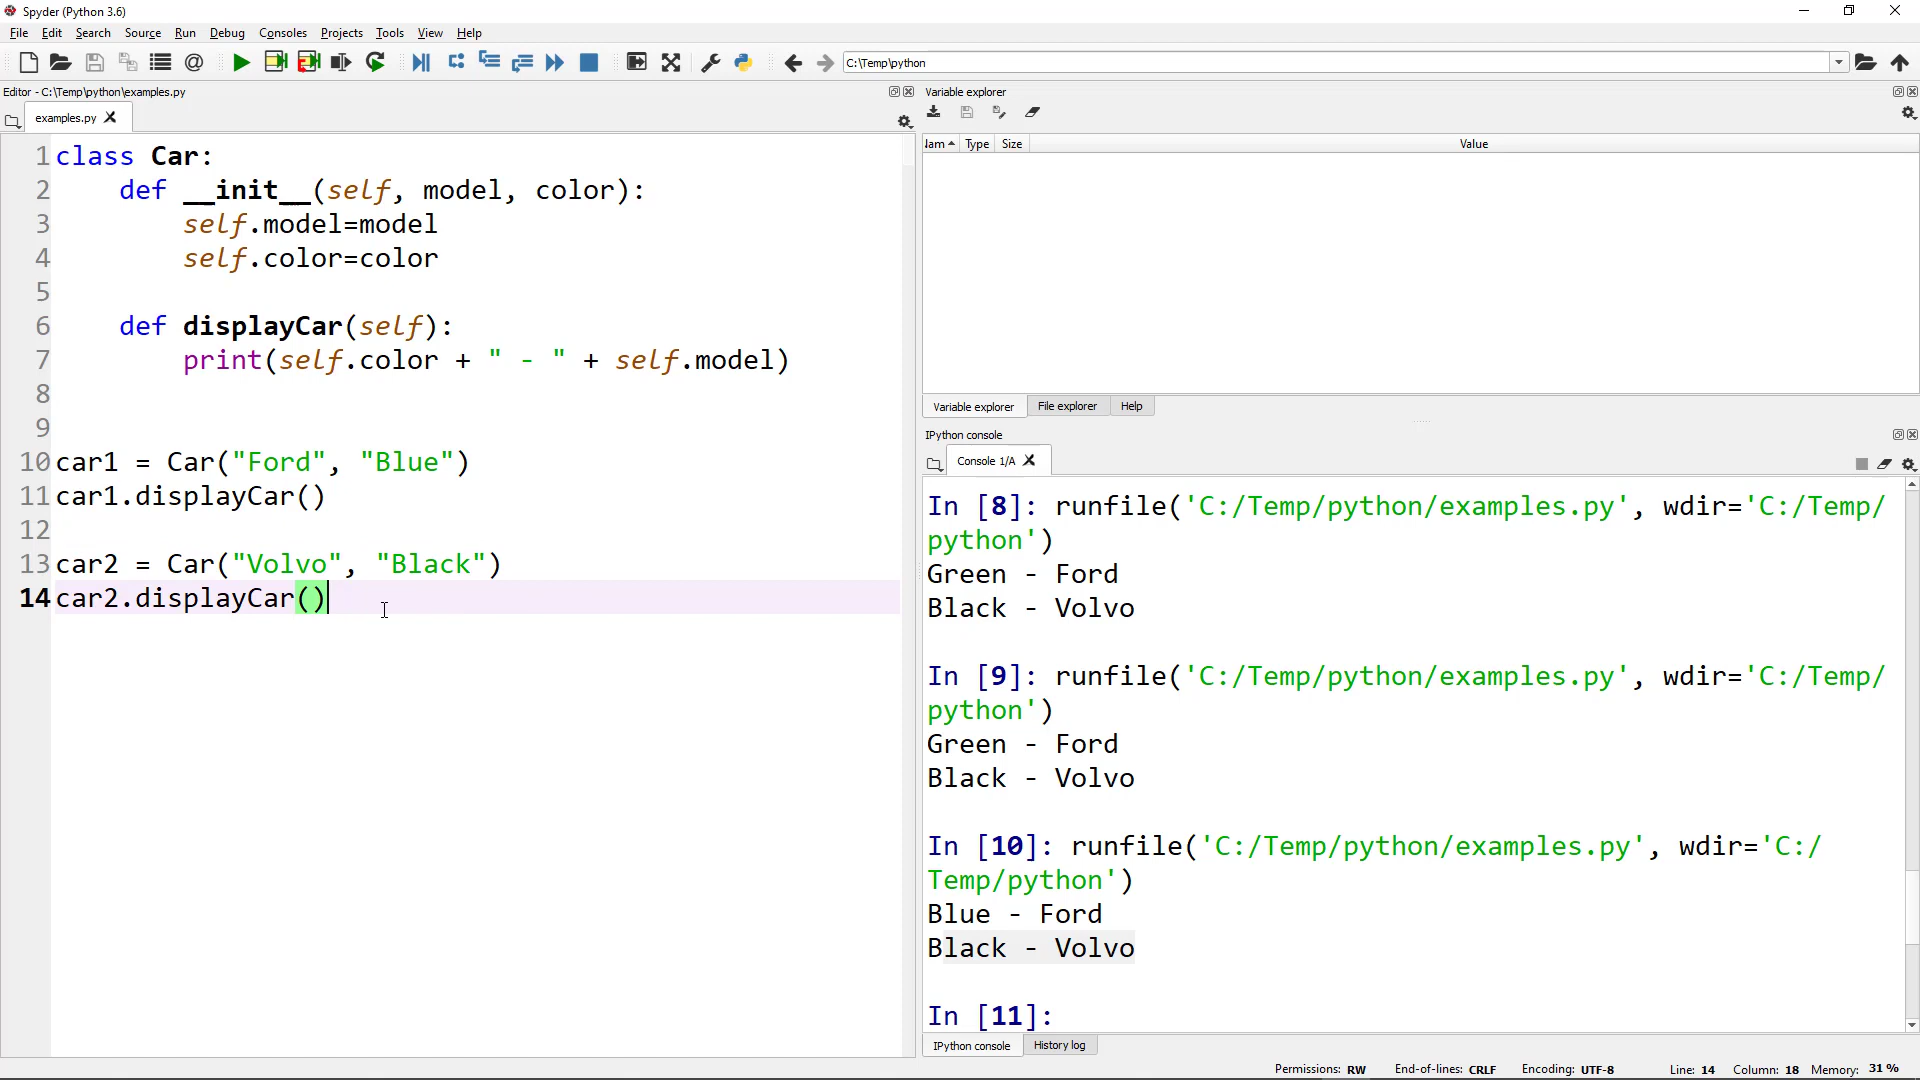 Spyder (Python 3.6)
File Edit Search Source Run Debug Consoles Projects Tools View Help
C:\Temp\python
Editor - C:\Temp\python\examples.py
examples.py
1 class Car:
2 def __init__(self, model, color):
3 self.model=model
4 self.color=color
5
6 def displayCar(self):
7 print(self.color + " - " + self.model)
8
9
10 car1 = Car("Ford", "Blue")
11 car1.displayCar()
12
13 car2 = Car("Volvo", "Black")
14 car2.displayCar()
Variable explorer
Nam Type Size Value
Variable explorer File explorer Help
IPython console
Console 1/A
In [8]: runfile('C:/Temp/python/examples.py', wdir='C:/Temp/
python')
Green - Ford
Black - Volvo
In [9]: runfile('C:/Temp/python/examples.py', wdir='C:/Temp/
python')
Green - Ford
Black - Volvo
In [10]: runfile('C:/Temp/python/examples.py', wdir='C:/
Temp/python')
Blue - Ford
Black - Volvo
In [11]:
IPython console History log
Permissions: RW End-of-lines: CRLF Encoding: UTF-8 Line: 14 Column: 18 Memory: 31 %